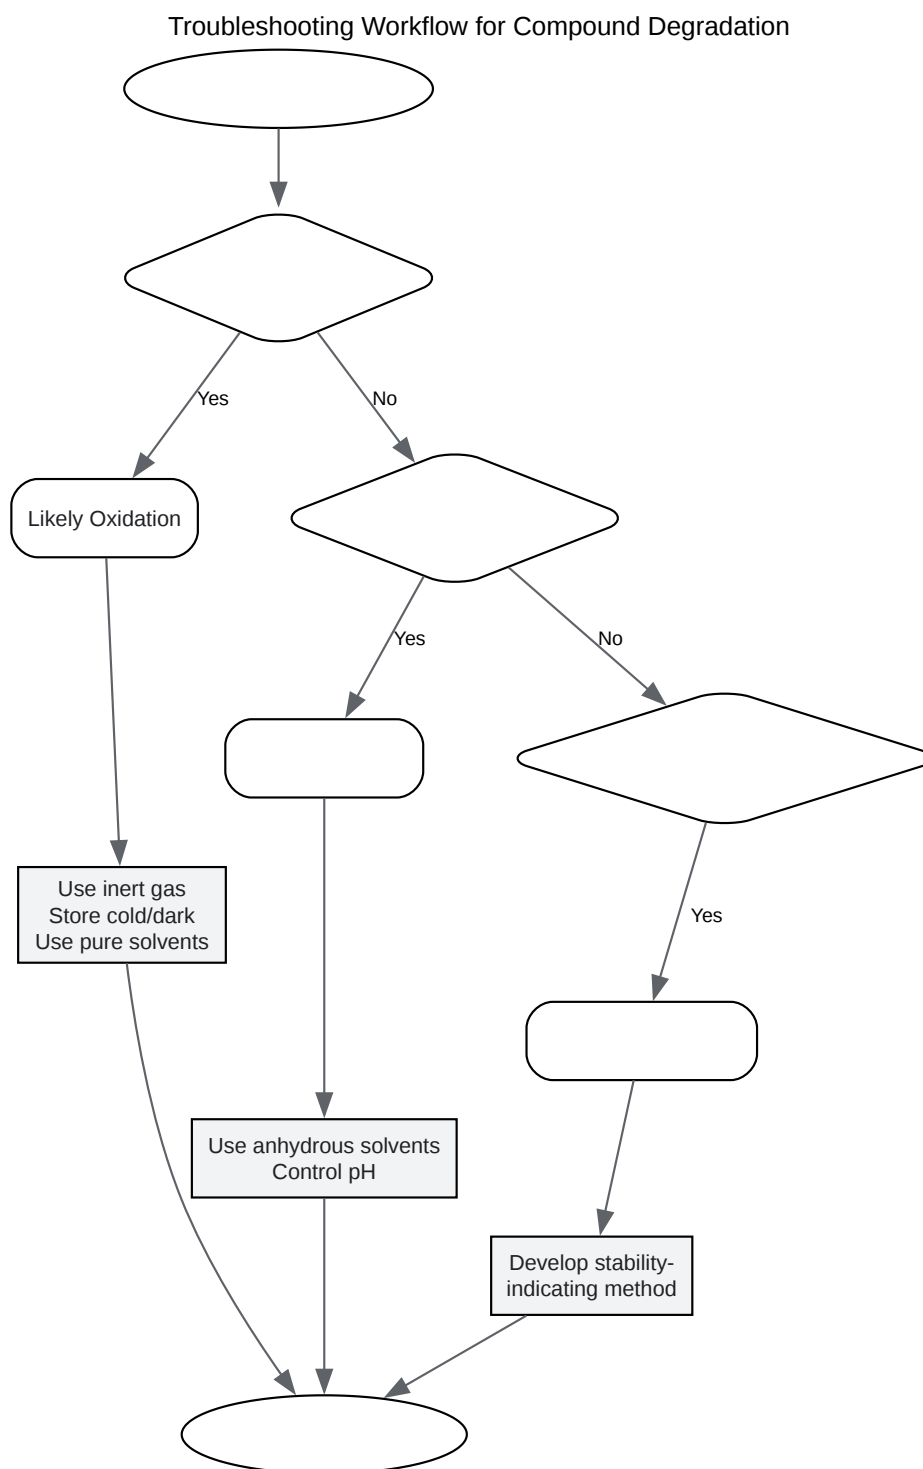 Troubleshooting Workflow for Compound Degradation
Yes
No
Likely Oxidation
Yes
No
Use inert gas
Store cold/dark
Use pure solvents
Yes
Use anhydrous solvents
Control pH
Develop stability-
indicating method